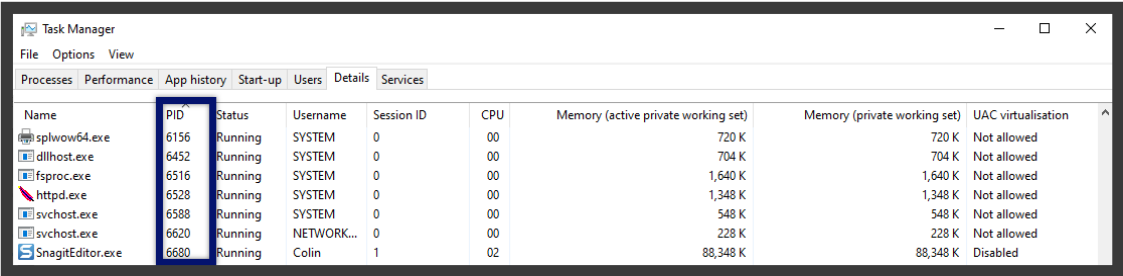 Task Manager
File Options View
Processes Performance App history Start-up Users Details Services
Name PID Status Username Session ID CPU Memory (active private working set) Memory (private working set) UAC virtualisation
splwow64.exe 6156 Running SYSTEM 0 00 720 K 720 K Not allowed
dllhost.exe 6452 Running SYSTEM 0 00 704 K 704 K Not allowed
fsproc.exe 6516 Running SYSTEM 0 00 1,640 K 1,640 K Not allowed
httpd.exe 6528 Running SYSTEM 0 00 1,348 K 1,348 K Not allowed
svchost.exe 6588 Running SYSTEM 0 00 548 K 548 K Not allowed
svchost.exe 6620 Running NETWORK... 0 00 228 K 228 K Not allowed
SnagitEditor.exe 6680 Running Colin 1 02 88,348 K 88,348 K Disabled